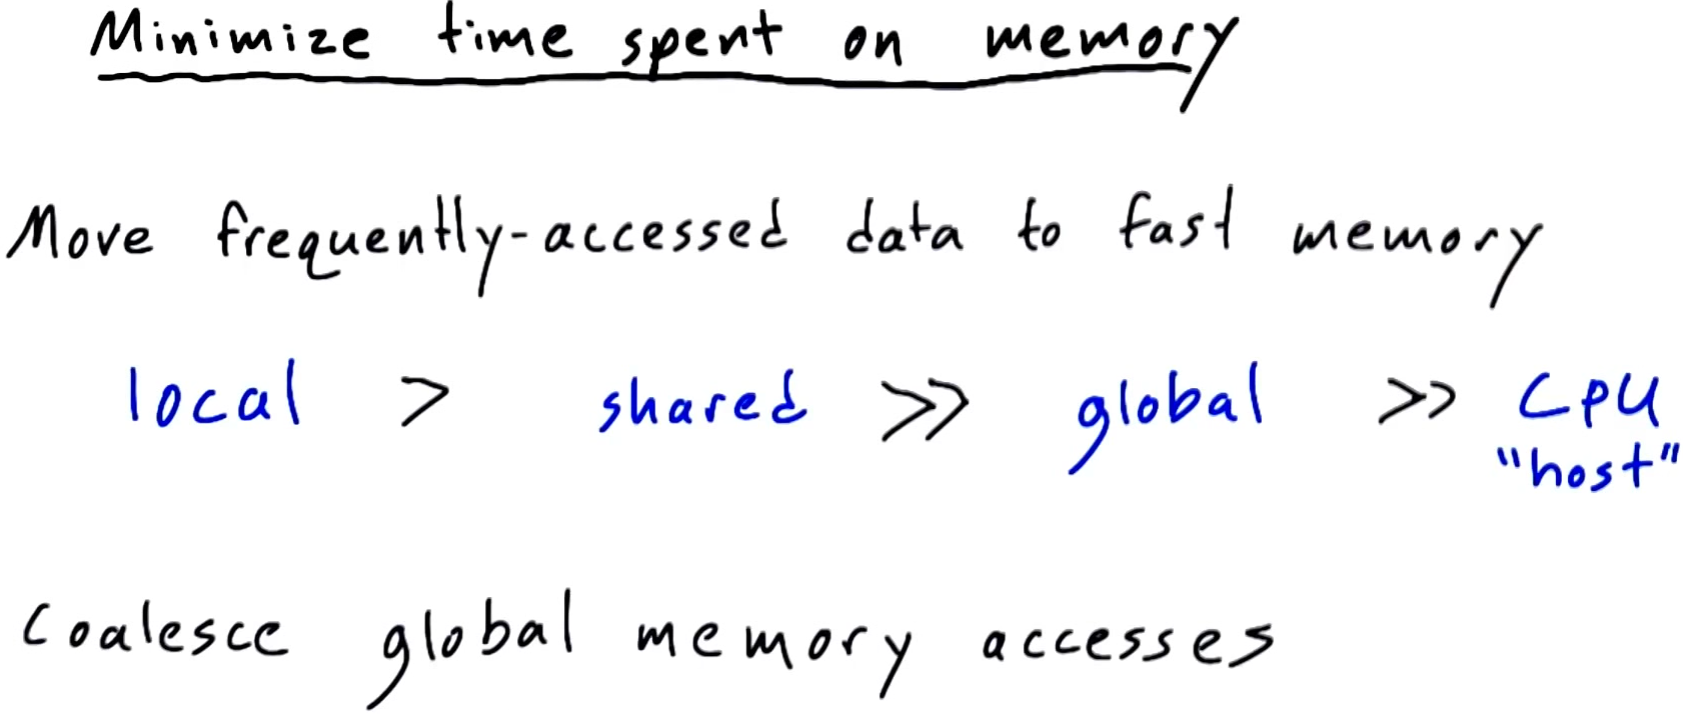 Minimize time spent on memory
Move frequently-accessed data to fast memory
local > shared >> global >> CPU
"host"
Coalesce global memory accesses